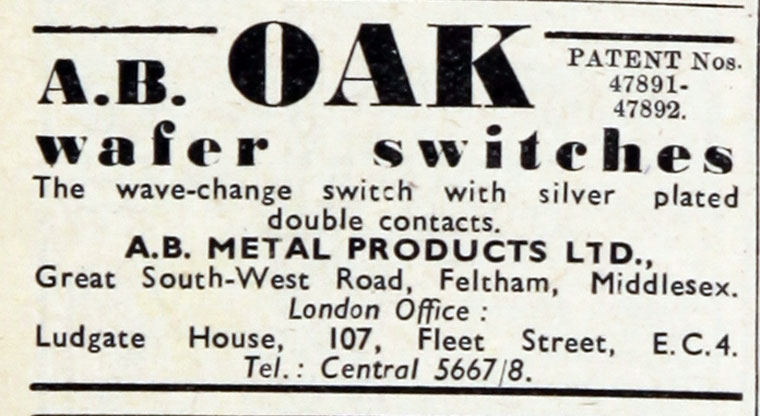 A.B. OAK PATENT Nos.
47891-
47892.
wafer switches
The wave-change switch with silver plated
double contacts.
A.B. METAL PRODUCTS LTD.,
Great South-West Road, Feltham, Middlesex.
London Office :
Ludgate House, 107, Fleet Street, E.C.4.
Tel.: Central 5667/8.